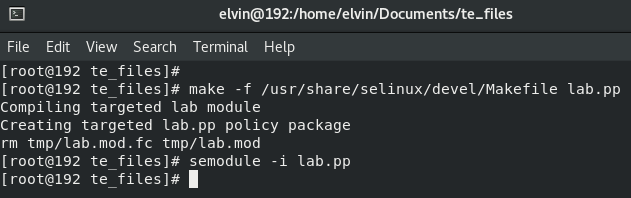 elvin@192:/home/elvin/Documents/te_files
File Edit View Search Terminal Help
[root@192 te_files]#
[root@192 te_files]# make -f /usr/share/selinux/devel/Makefile lab.pp
Compiling targeted lab module
Creating targeted lab.pp policy package
rm tmp/lab.mod.fc tmp/lab.mod
[root@192 te_files]# semodule -i lab.pp
[root@192 te_files]#